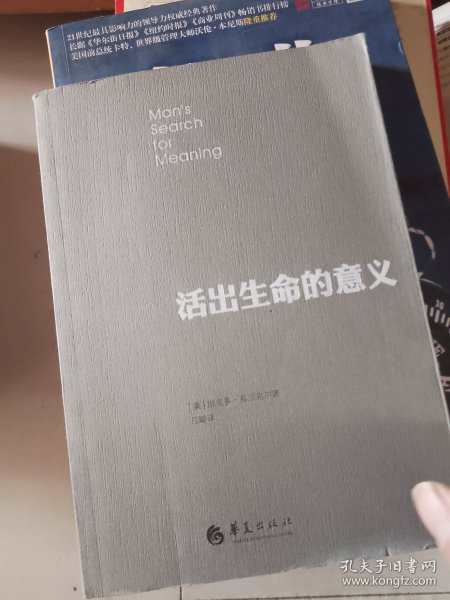 21世纪最具影响力的领导力权威经典著作
长踞《华尔街日报》《纽约时报》《商业周刊》畅销书排行榜
美国前总统卡特、世界级管理大师沃伦·本尼斯隆重推荐
Man's
Search
for
Meaning
活出生命的意义
[美]维克多·弗兰克尔著
吕娜译
华夏出版社
30
孔夫子旧书网
www.kongfz.com